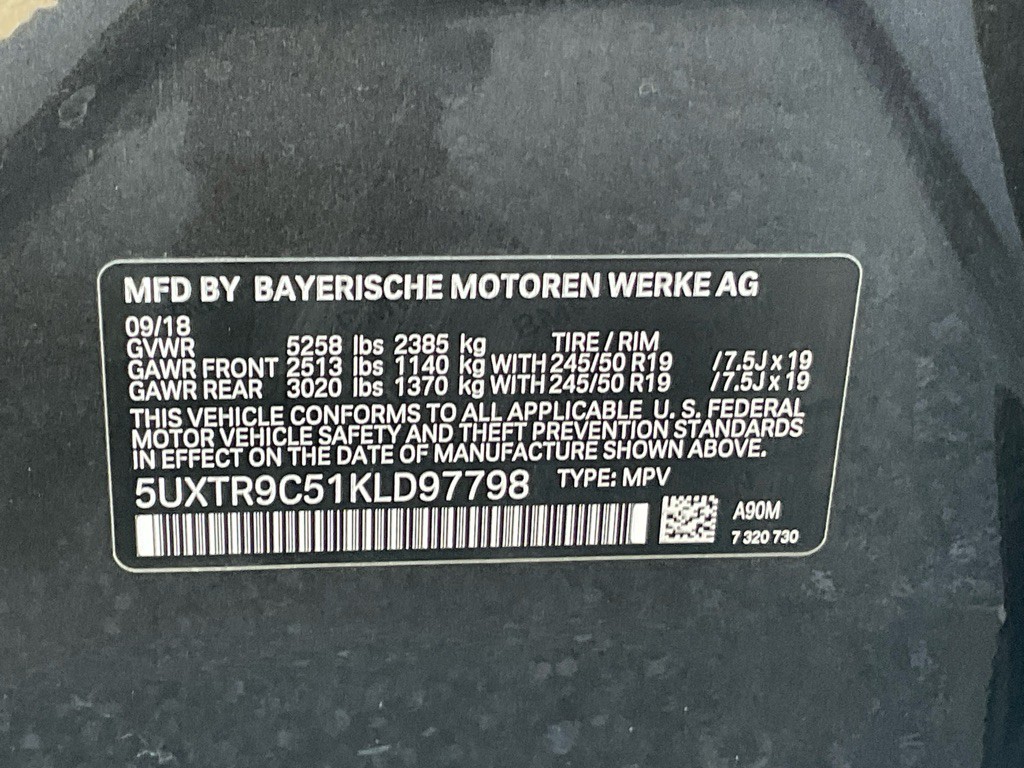 MFD BY BAYERISCHE MOTOREN WERKE AG
09/18
GVWR 5258 lbs 2385 kg TIRE / RIM
GAWR FRONT 2513 lbs 1140 kg WITH 245/50 R19 /7.5J x 19
GAWR REAR 3020 lbs 1370 kg WITH 245/50 R19 /7.5J x 19
THIS VEHICLE CONFORMS TO ALL APPLICABLE U. S. FEDERAL
MOTOR VEHICLE SAFETY AND THEFT PREVENTION STANDARDS
IN EFFECT ON THE DATE OF MANUFACTURE SHOWN ABOVE.
5UXTR9C51KLD97798 TYPE: MPV
A90M
7 320 730